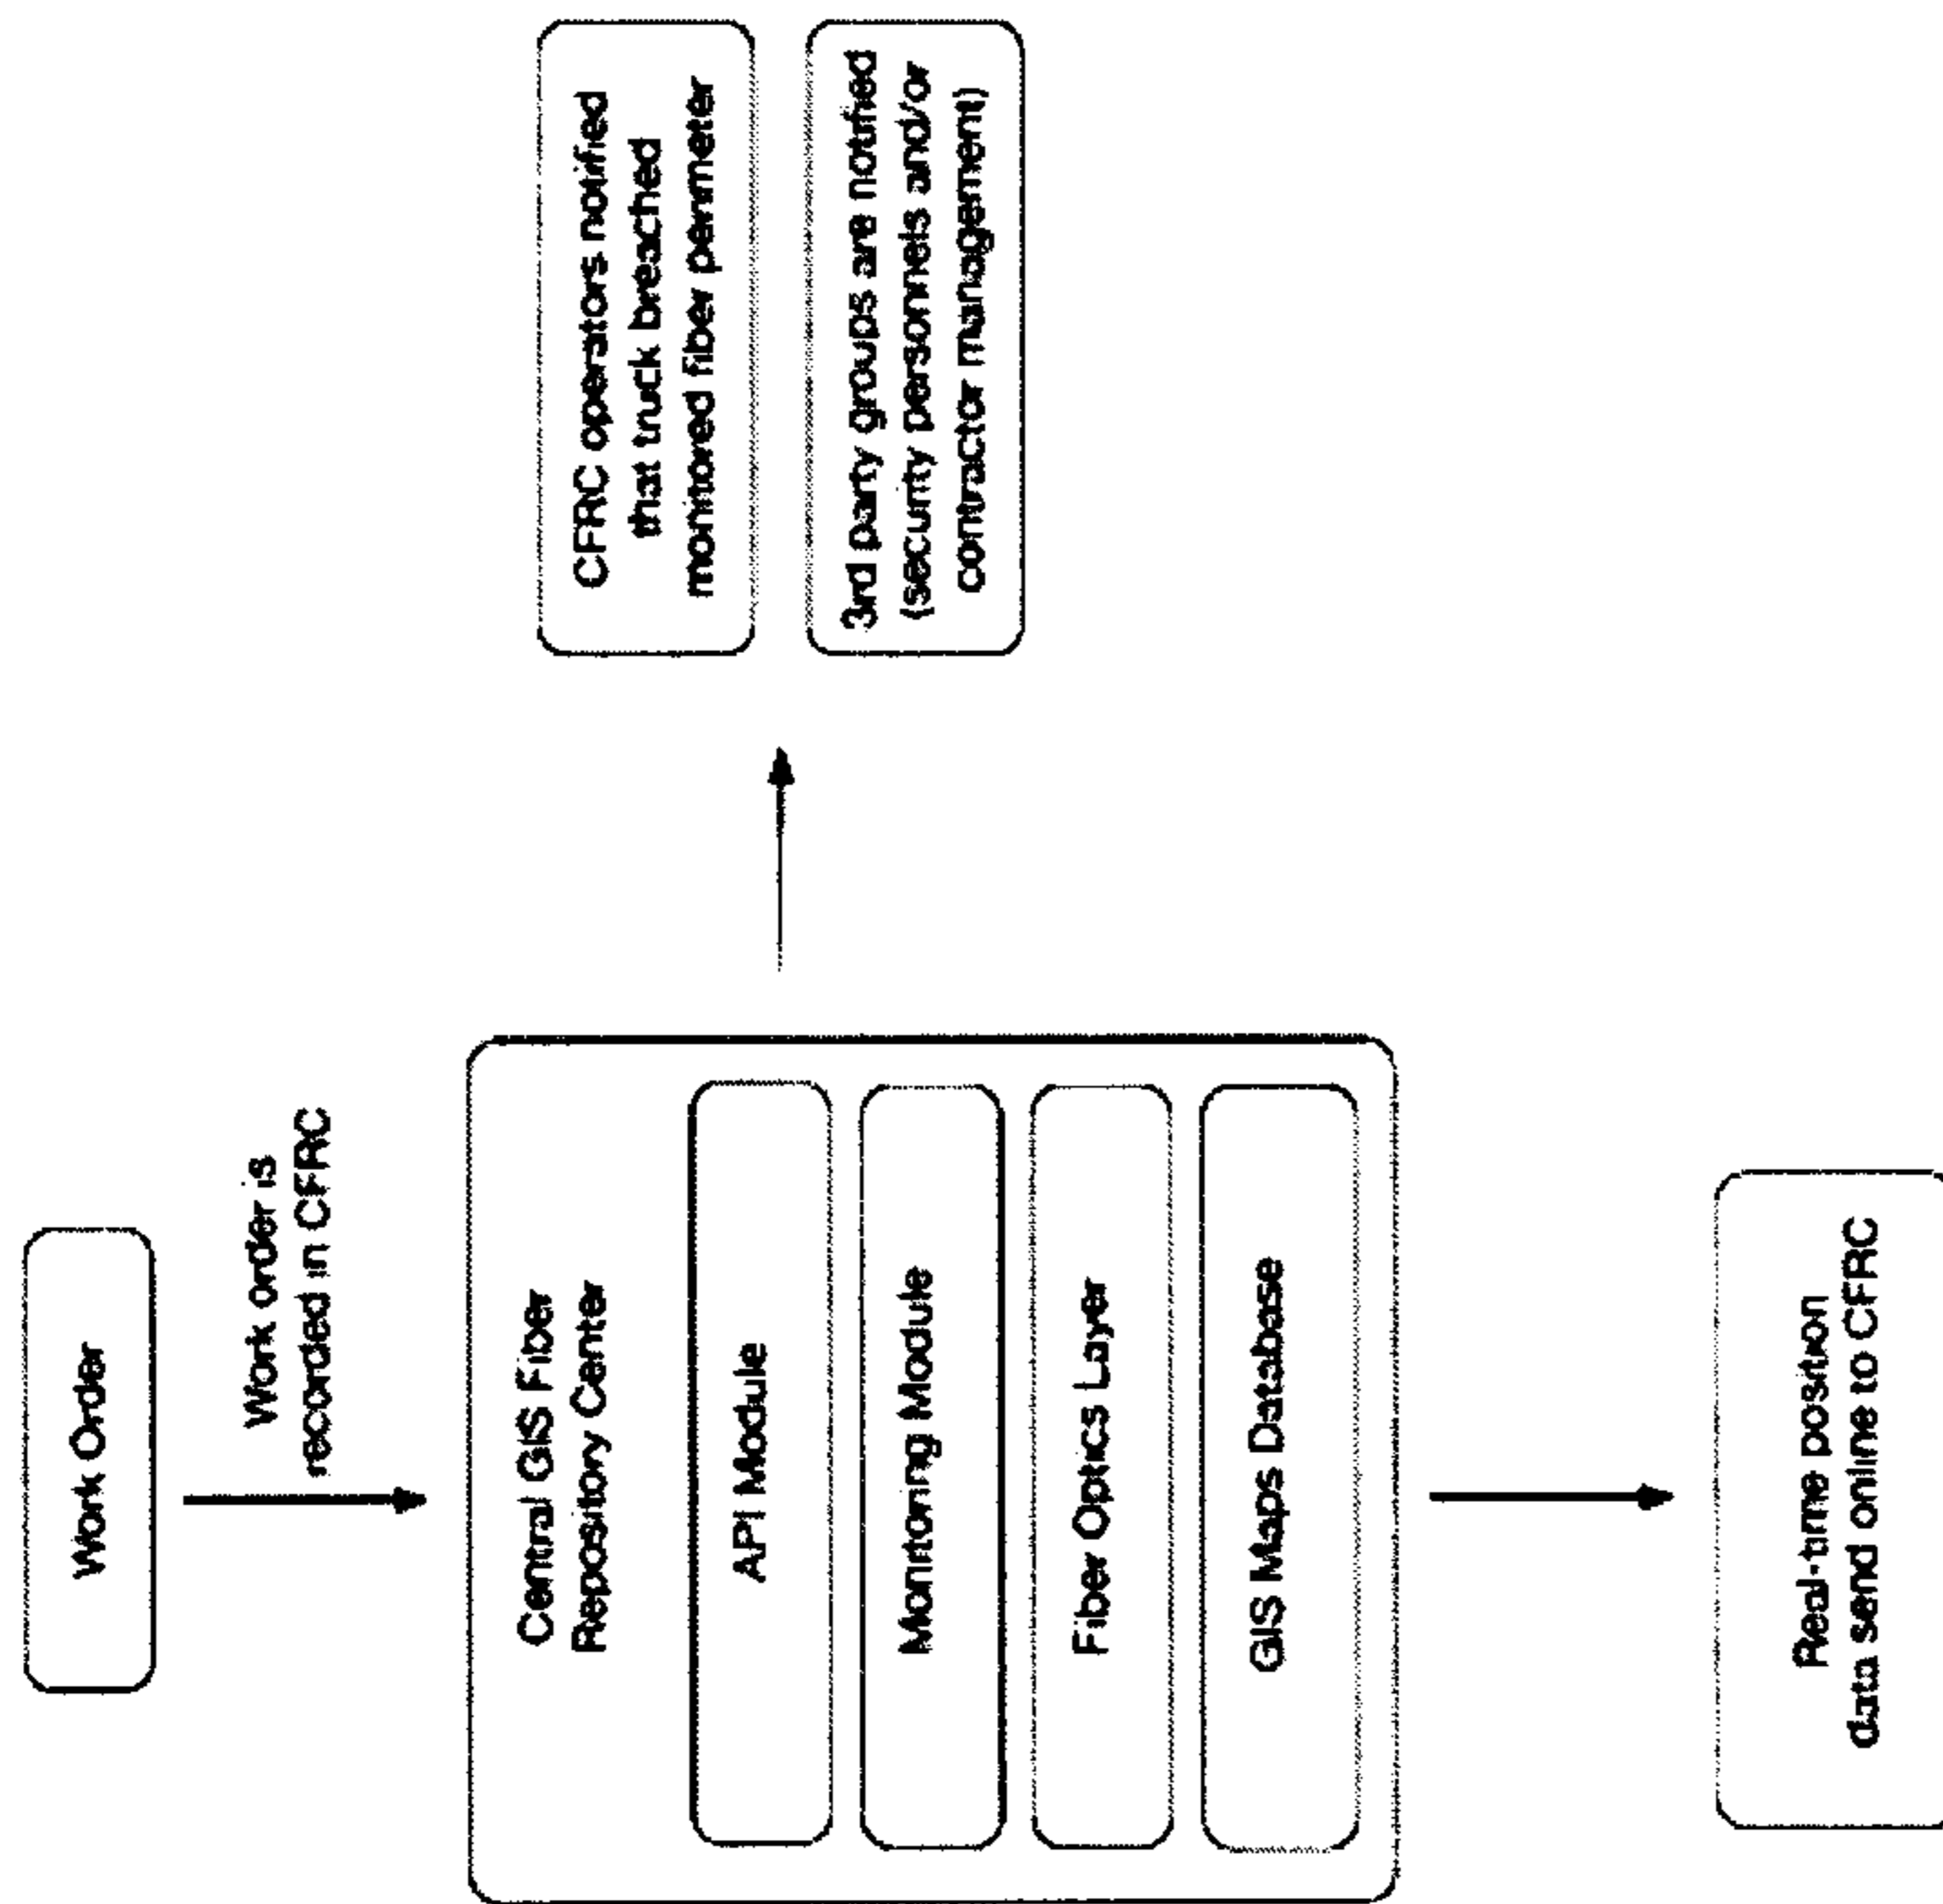 Work Order
Work order is
recorded in CFRC
Central GIS Fiber
Repository Center
API Module
Monitoring Module
Fiber Optics Layer
GIS Maps Database
CFRC operators notified
that truck breached
monitored fiber perimeter
3rd party groups are notified
(security personnels and/or
contractor management)
Real-time position
data send online to CFRC